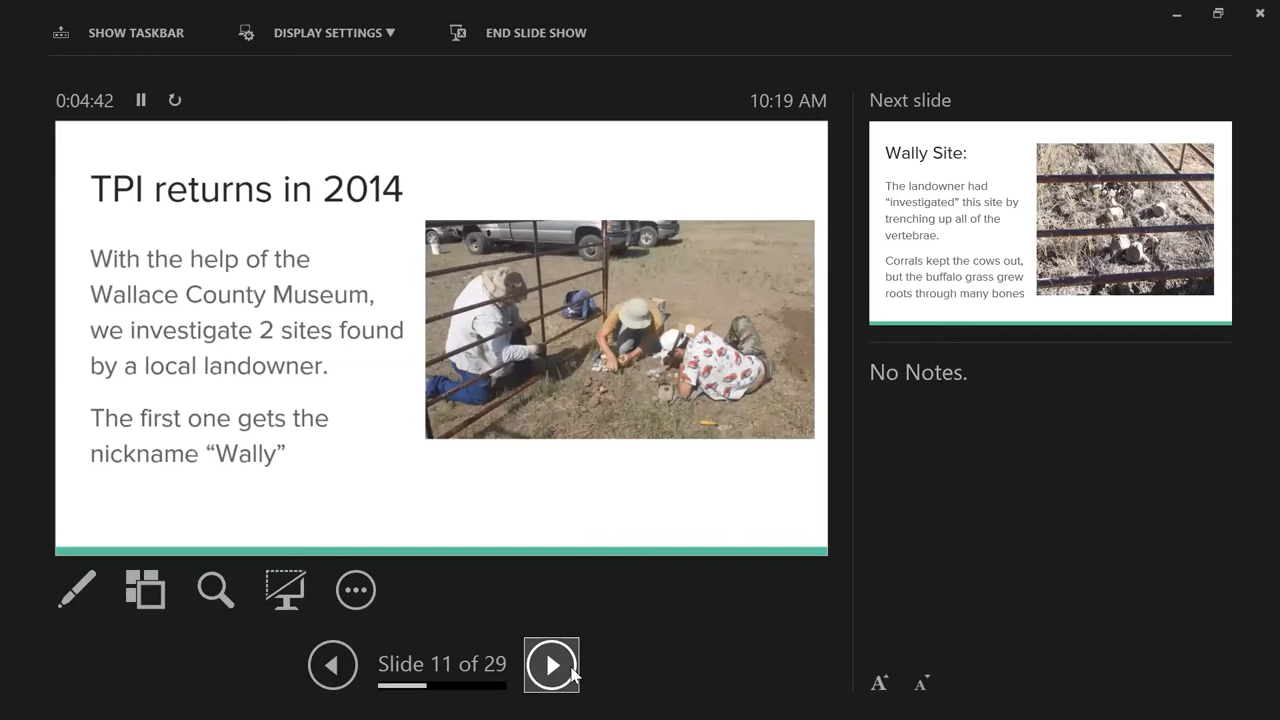 SHOW TASKBAR
DISPLAY SETTINGS ▼
END SLIDE SHOW
0:04:42
10:19 AM
TPI returns in 2014
With the help of the
Wallace County Museum,
we investigate 2 sites found
by a local landowner.
The first one gets the
nickname “Wally”
Slide 11 of 29
Next slide
Wally Site:
The landowner had
“investigated” this site by
trenching up all of the
vertebrae.
Corrals kept the cows out,
but the buffalo grass grew
roots through many bones
No Notes.
A A